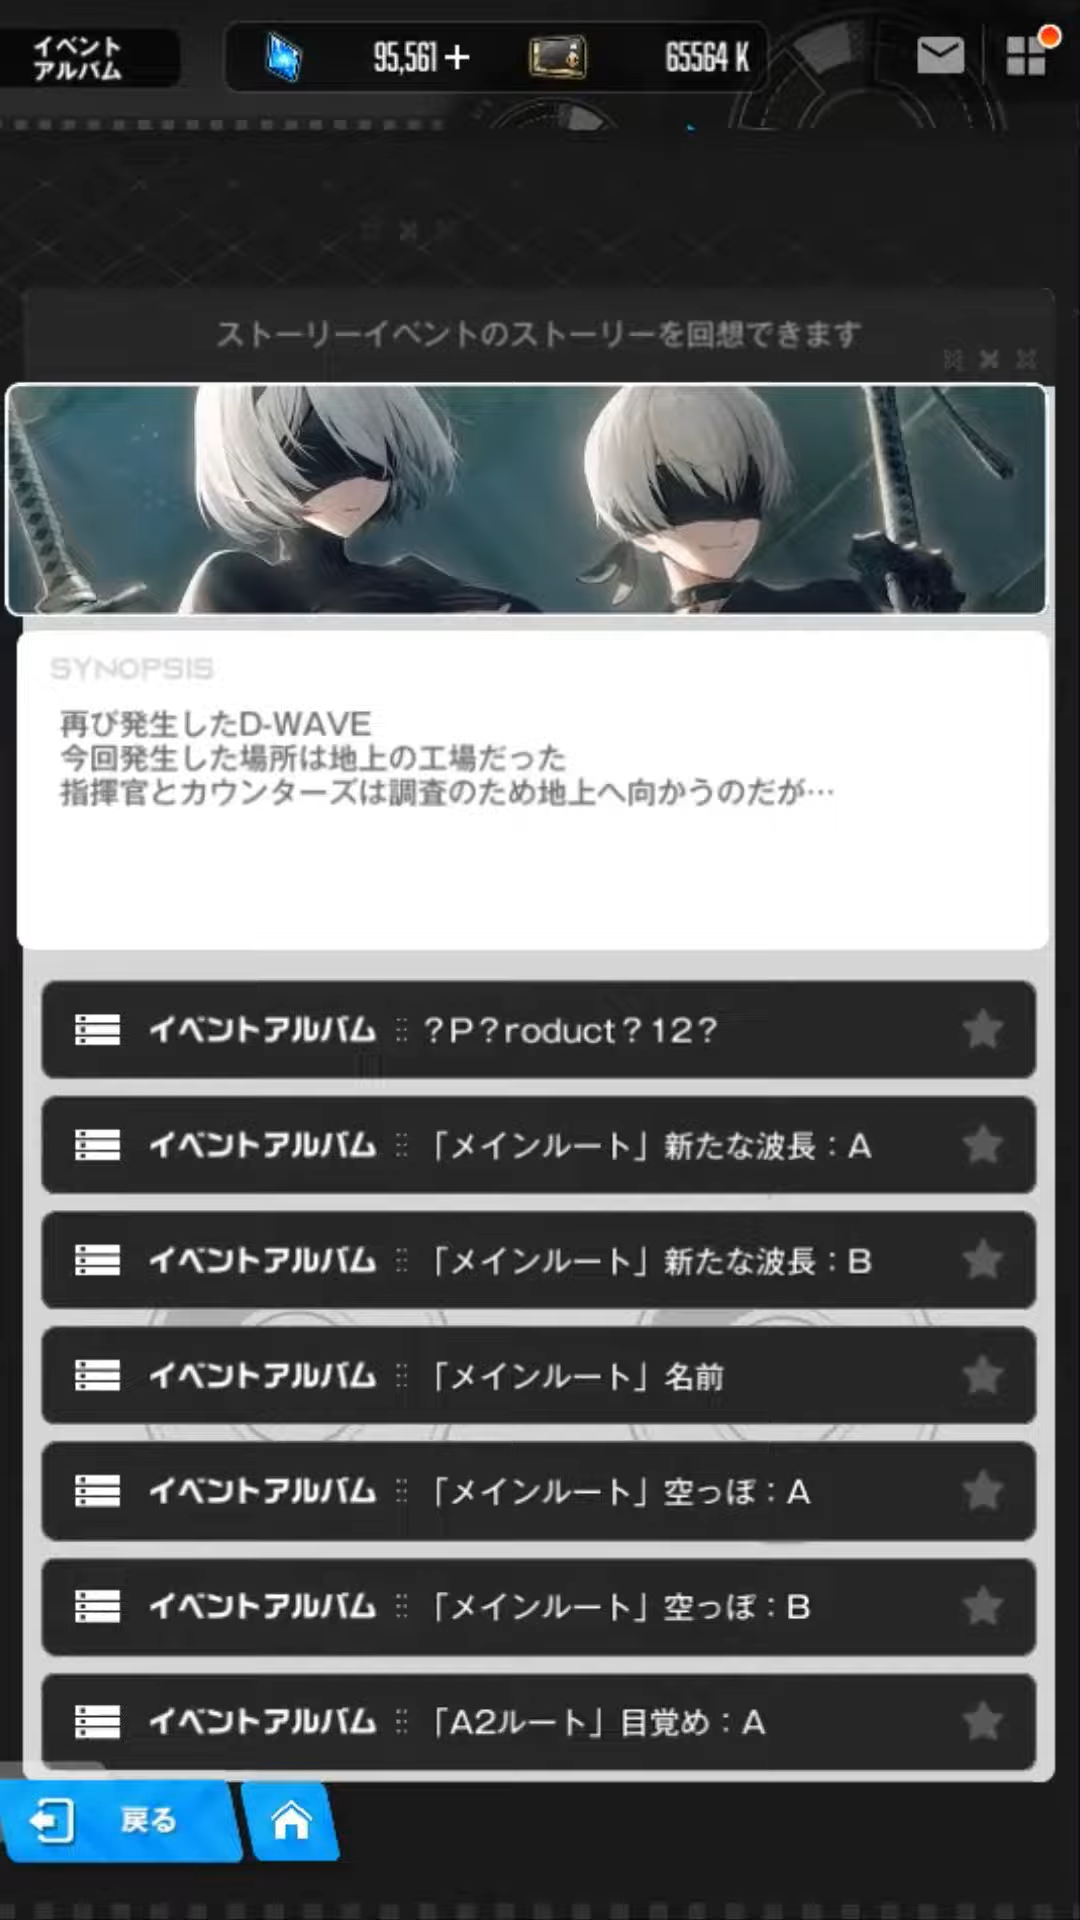 イベント
アルバム
95,561 +
65564 K
ストーリーイベントのストーリーを回想できます
SYNOPSIS
再び発生したD-WAVE
今回発生した場所は地上の工場だった
指揮官とカウンターズは調査のため地上へ向かうのだが…
イベントアルバム ?P?roduct?12?
イベントアルバム 「メインルート」新たな波長：A
イベントアルバム 「メインルート」新たな波長：B
イベントアルバム 「メインルート」名前
イベントアルバム 「メインルート」空っぽ：A
イベントアルバム 「メインルート」空っぽ：B
イベントアルバム 「A2ルート」目覚め：A
戻る